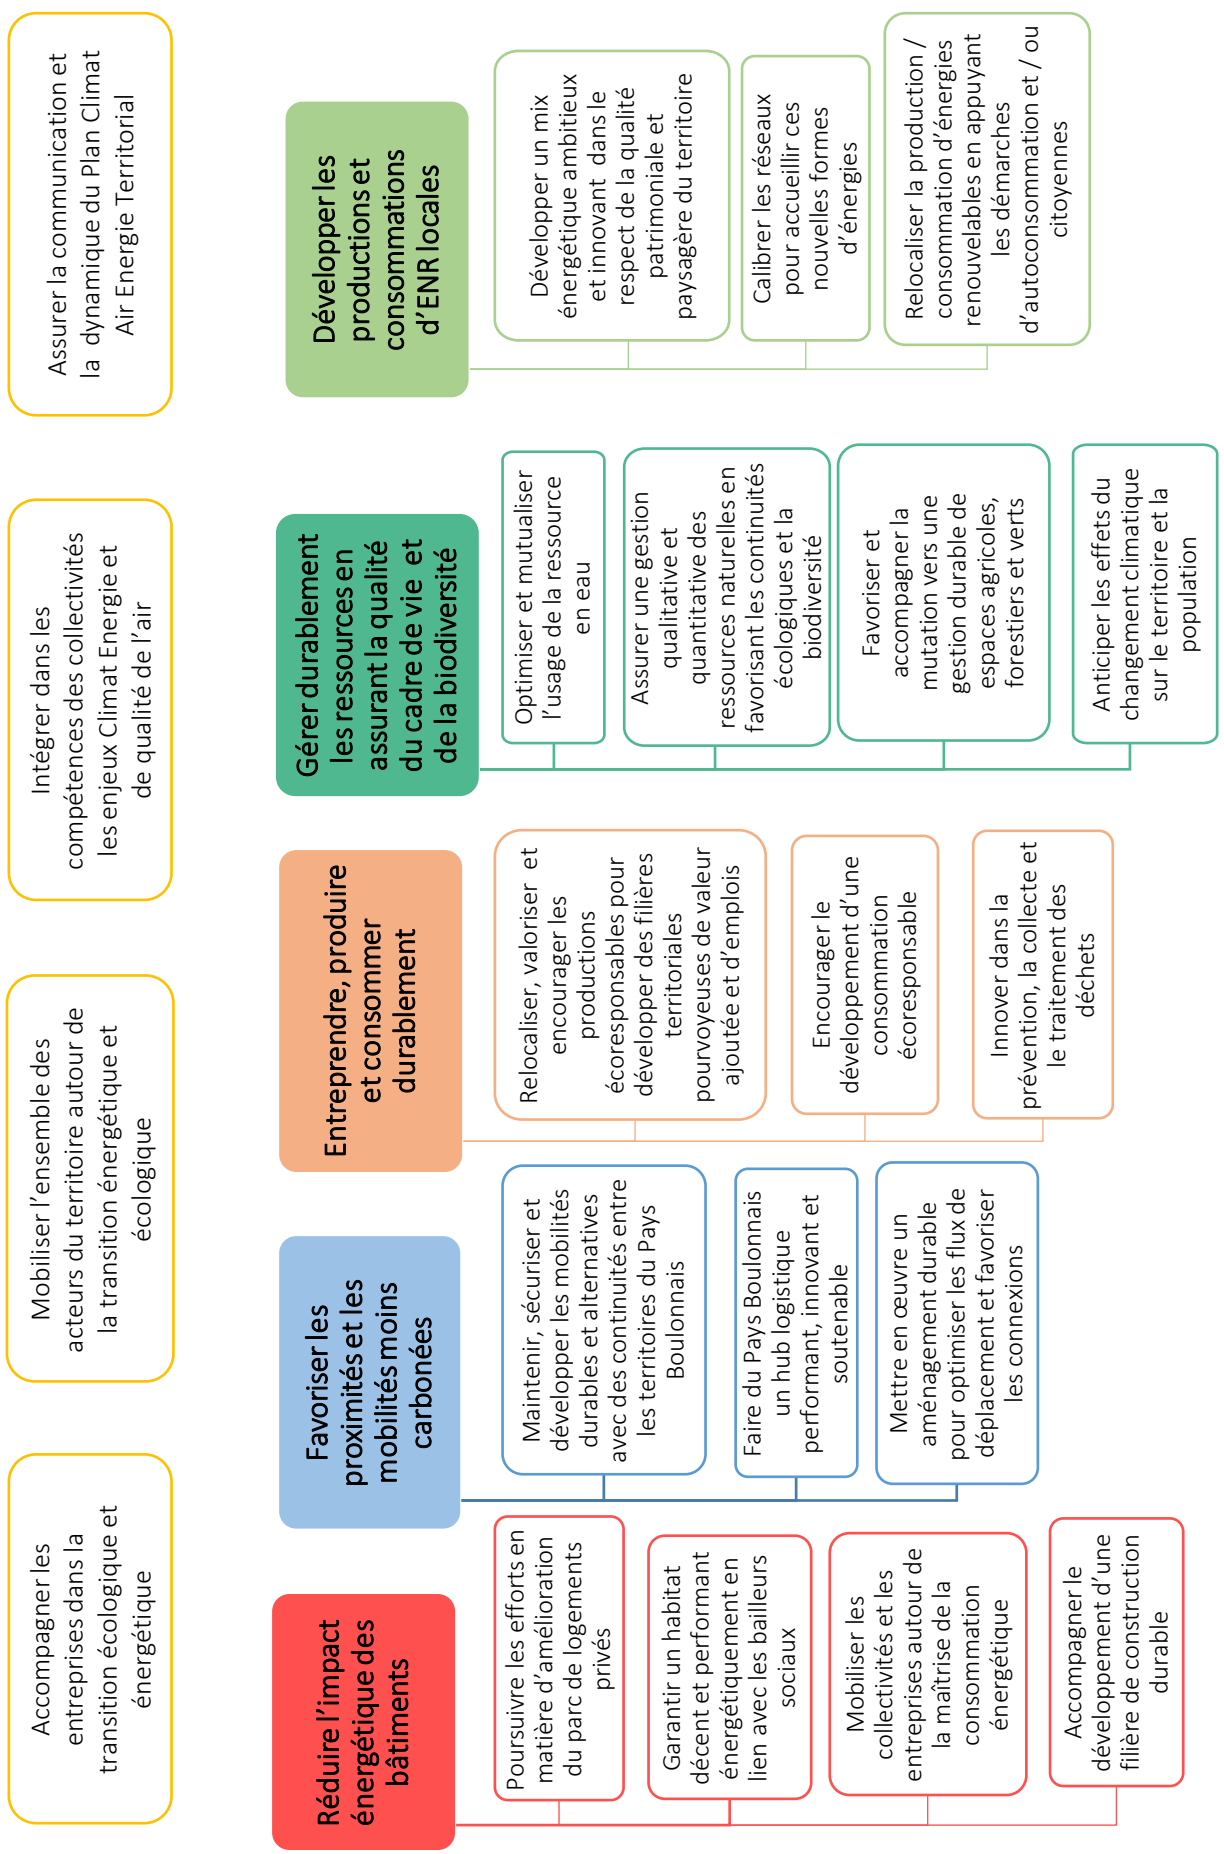 Accompagner les
entreprises dans la
transition écologique et
énergétique
Mobiliser l’ensemble des
acteurs du territoire autour de
la transition énergétique et
écologique
Intégrer dans les
compétences des collectivités
les enjeux Climat Energie et
de qualité de l’air
Assurer la communication et
la dynamique du Plan Climat
Air Energie Territorial
Réduire l’impact
énergétique des
bâtiments
Poursuivre les efforts en
matière d’amélioration
du parc de logements
privés
Garantir un habitat
décent et performant
énergétiquement en
lien avec les bailleurs
sociaux
Mobiliser les
collectivités et les
entreprises autour de
la maîtrise de la
consommation
énergétique
Accompagner le
développement d’une
filière de construction
durable
Favoriser les
proximités et les
mobilités moins
carbonées
Maintenir, sécuriser et
développer les mobilités
durables et alternatives
avec des continuités entre
les territoires du Pays
Boulonnais
Faire du Pays Boulonnais
un hub logistique
performant, innovant et
soutenable
Mettre en œuvre un
aménagement durable
pour optimiser les flux de
déplacement et favoriser
les connexions
Entreprendre, produire
et consommer
durablement
Relocaliser, valoriser et
encourager les
productions
écoresponsables pour
développer des filières
territoriales
pourvoyeuses de valeur
ajoutée et d’emplois
Encourager le
développement d’une
consommation
écoresponsable
Innover dans la
prévention, la collecte et
le traitement des
déchets
Gérer durablement
les ressources en
assurant la qualité
du cadre de vie et
de la biodiversité
Optimiser et mutualiser
l’usage de la ressource
en eau
Assurer une gestion
qualitative et
quantitative des
ressources naturelles en
favorisant les continuités
écologiques et la
biodiversité
Favoriser et
accompagner la
mutation vers une
gestion durable de
espaces agricoles,
forestiers et verts
Anticiper les effets du
changement climatique
sur le territoire et la
population
Développer les
productions et
consommations
d’ENR locales
Développer un mix
énergétique ambitieux
et innovant dans le
respect de la qualité
patrimoniale et
paysagère du territoire
Calibrer les réseaux
pour accueillir ces
nouvelles formes
d’énergies
Relocaliser la production /
consommation d’énergies
renouvelables en appuyant
les démarches
d’autoconsommation et / ou
citoyennes